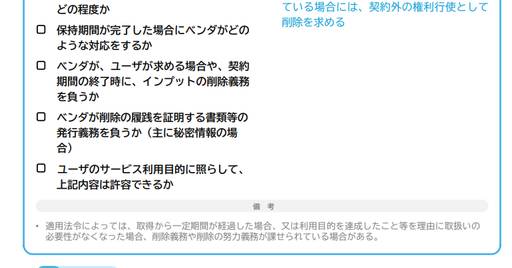 どの程度か
保持期間が完了した場合にベンダがどの
ような対応をするか
ベンダが、ユーザが求める場合や、契約
期間の終了時に、インプットの削除義務
を負うか
ベンダが削除の履践を証明する書類等の
発行義務を負うか（主に秘密情報の場
合）
ユーザのサービス利用目的に照らして、
上記内容は許容できるか
ている場合には、契約外の権利行使として
削除を求める
備 考
• 適用法令によっては、取得から一定期間が経過した場合、又は利用目的を達成したこと等を理由に取扱いの
必要性がなくなった場合、削除義務や削除の努力義務が課せられている場合がある。